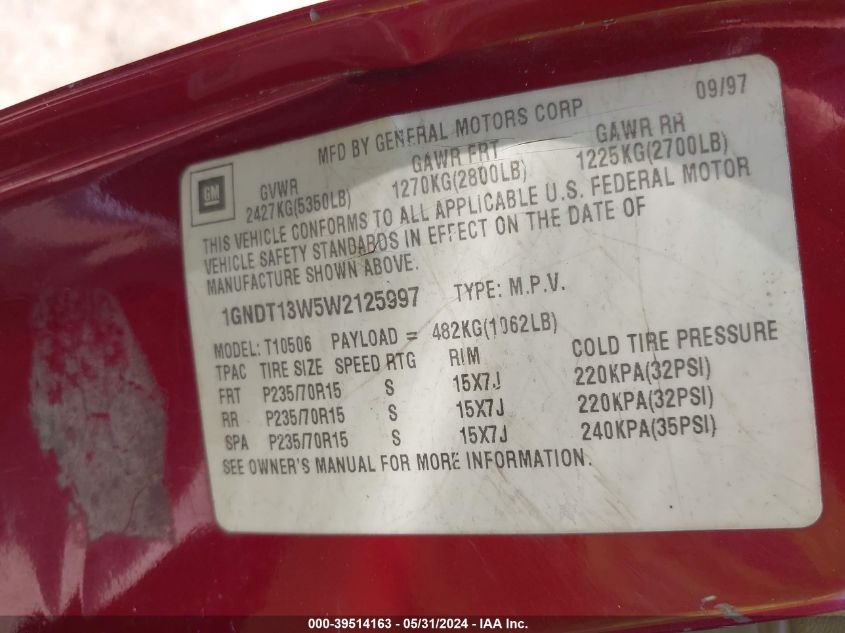 09/97
MFD BY GENERAL MOTORS CORP
GM
GVWR GAWR FRT GAWR RR
2427KG(5350LB) 1270KG(2800LB) 1225KG(2700LB)
THIS VEHICLE CONFORMS TO ALL APPLICABLE U.S. FEDERAL MOTOR
VEHICLE SAFETY STANDARDS IN EFFECT ON THE DATE OF
MANUFACTURE SHOWN ABOVE.
1GNDT13W5W2125997 TYPE: M.P.V.
MODEL: T10506 PAYLOAD = 482KG(1062LB)
TPAC TIRE SIZE SPEED RTG RIM COLD TIRE PRESSURE
FRT P235/70R15 S 15X7J 220KPA(32PSI)
RR P235/70R15 S 15X7J 220KPA(32PSI)
SPA P235/70R15 S 15X7J 240KPA(35PSI)
SEE OWNER'S MANUAL FOR MORE INFORMATION.
000-39514163 - 05/31/2024 - IAA Inc.